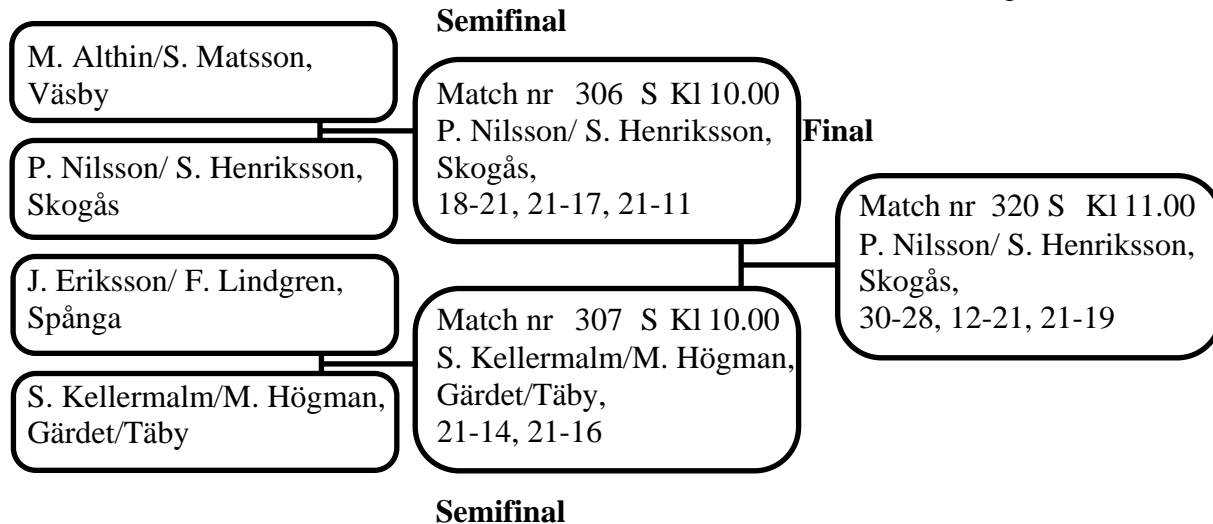 Semifinal
M. Althin/S. Matsson,
Väsby
P. Nilsson/ S. Henriksson,
Skogås
J. Eriksson/ F. Lindgren,
Spånga
S. Kellermalm/M. Högman,
Gärdet/Täby
Match nr 306 S Kl 10.00
P. Nilsson/ S. Henriksson,
Skogås,
18-21, 21-17, 21-11
Match nr 307 S Kl 10.00
S. Kellermalm/M. Högman,
Gärdet/Täby,
21-14, 21-16
Final
Match nr 320 S Kl 11.00
P. Nilsson/ S. Henriksson,
Skogås,
30-28, 12-21, 21-19
Semifinal